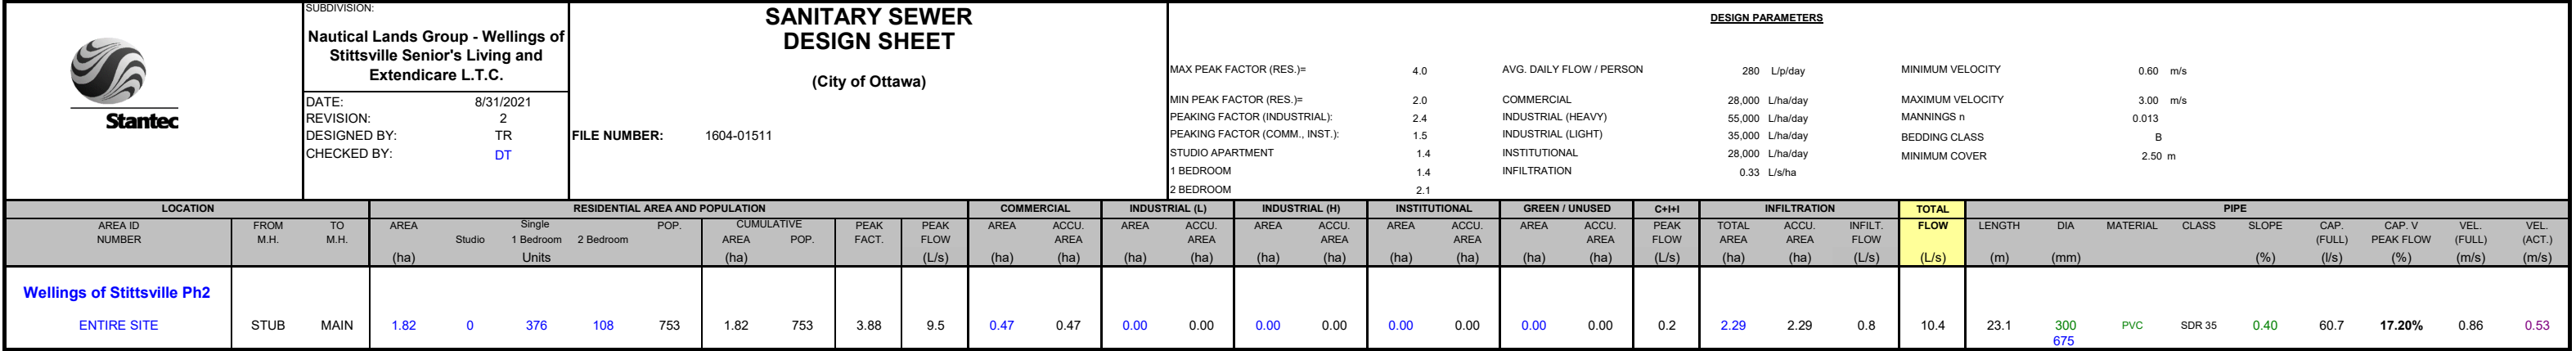 SUBDIVISION:
Nautical Lands Group - Wellings of
Stittsville Senior's Living and
Extendicare L.T.C.
Stantec
DATE: 8/31/2021
REVISION: 2
DESIGNED BY: TR
CHECKED BY: DT
SANITARY SEWER
DESIGN SHEET
(City of Ottawa)
FILE NUMBER: 1604-01511
DESIGN PARAMETERS
MAX PEAK FACTOR (RES.)= 4.0 AVG. DAILY FLOW / PERSON 280 L/p/day MINIMUM VELOCITY 0.60 m/s
MIN PEAK FACTOR (RES.)= 2.0 COMMERCIAL 28,000 L/ha/day MAXIMUM VELOCITY 3.00 m/s
PEAKING FACTOR (INDUSTRIAL): 2.4 INDUSTRIAL (HEAVY) 55,000 L/ha/day MANNINGS n 0.013
PEAKING FACTOR (COMM., INST.): 1.5 INDUSTRIAL (LIGHT) 35,000 L/ha/day BEDDING CLASS B
STUDIO APARTMENT 1.4 INSTITUTIONAL 28,000 L/ha/day MINIMUM COVER 2.50 m
1 BEDROOM 1.4 INFILTRATION 0.33 L/s/ha
2 BEDROOM 2.1
LOCATION RESIDENTIAL AREA AND POPULATION COMMERCIAL INDUSTRIAL (L) INDUSTRIAL (H) INSTITUTIONAL GREEN / UNUSED C+I+I INFILTRATION TOTAL PIPE
AREA ID FROM TO AREA Single POP. CUMULATIVE PEAK PEAK AREA ACCU. AREA ACCU. AREA ACCU. AREA ACCU. AREA ACCU. PEAK TOTAL ACCU. INFILT. FLOW LENGTH DIA MATERIAL CLASS SLOPE CAP. CAP. V VEL. VEL.
NUMBER M.H. M.H. Studio 1 Bedroom 2 Bedroom AREA POP. FACT. FLOW AREA AREA AREA AREA AREA FLOW AREA AREA FLOW (FULL) PEAK FLOW (FULL) (ACT.)
(ha) Units (ha) (L/s) (ha) (ha) (ha) (ha) (ha) (ha) (ha) (ha) (ha) (ha) (L/s) (ha) (ha) (L/s) (L/s) (m) (mm) (%) (l/s) (%) (m/s) (m/s)
Wellings of Stittsville Ph2
ENTIRE SITE STUB MAIN 1.82 0 376 108 753 1.82 753 3.88 9.5 0.47 0.47 0.00 0.00 0.00 0.00 0.00 0.00 0.00 0.00 0.2 2.29 2.29 0.8 10.4 23.1 300 PVC SDR 35 0.40 60.7 17.20% 0.86 0.53
675